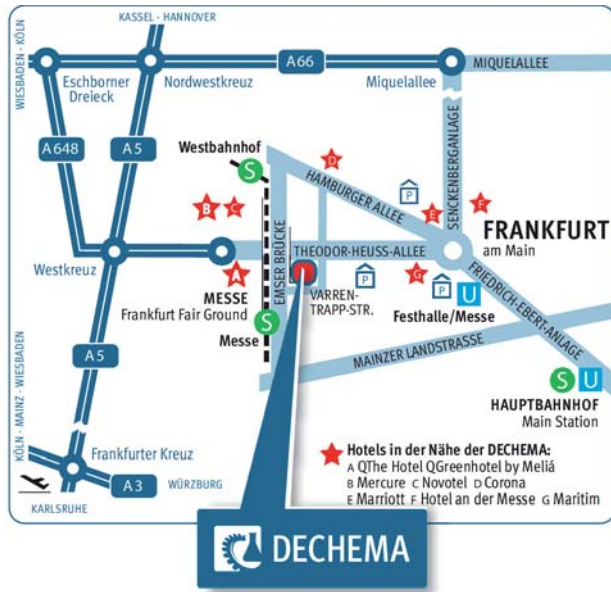 KASSEL - HANNOVER
WIESBADEN - KÖLN
A66
MIQUELALLEE
Eschborner
Dreieck
Nordwestkreuz
Miquelallee
A648
A5
Westbahnhof
S
D
HAMBURGER ALLEE
P
SENCKENBERGANLAGE
B
C
E
F
FRANKFURT
am Main
Westkreuz
A
EMSER BRÜCKE
THEODOR-HEUSS-ALLEE
P
G
P
U
FRIEDRICH-EBERT-ANLAGE
MESSE
Frankfurt Fair Ground
VARREN-
TRAPP-STR.
Festhalle/Messe
S
Messe
MAINZER LANDSTRASSE
A5
KÖLN - MAINZ - WIESBADEN
S
U
HAUPTBAHNHOF
Main Station
Frankfurter Kreuz
A3
WÜRZBURG
KARLSRUHE
Hotels in der Nähe der DECHEMA:
A QThe Hotel QGreenhotel by Meliá
B Mercure C Novotel D Corona
E Marriott F Hotel an der Messe G Maritim
DECHEMA